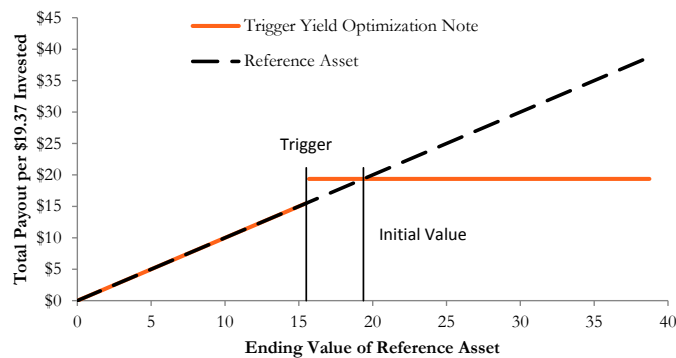 $45
$40
$35
$30
$25
$20
$15
$10
$5
$0
Total Payout per $19.37 Invested
Trigger Yield Optimization Note
Reference Asset
Trigger
Initial Value
0 5 10 15 20 25 30 35 40
Ending Value of Reference Asset